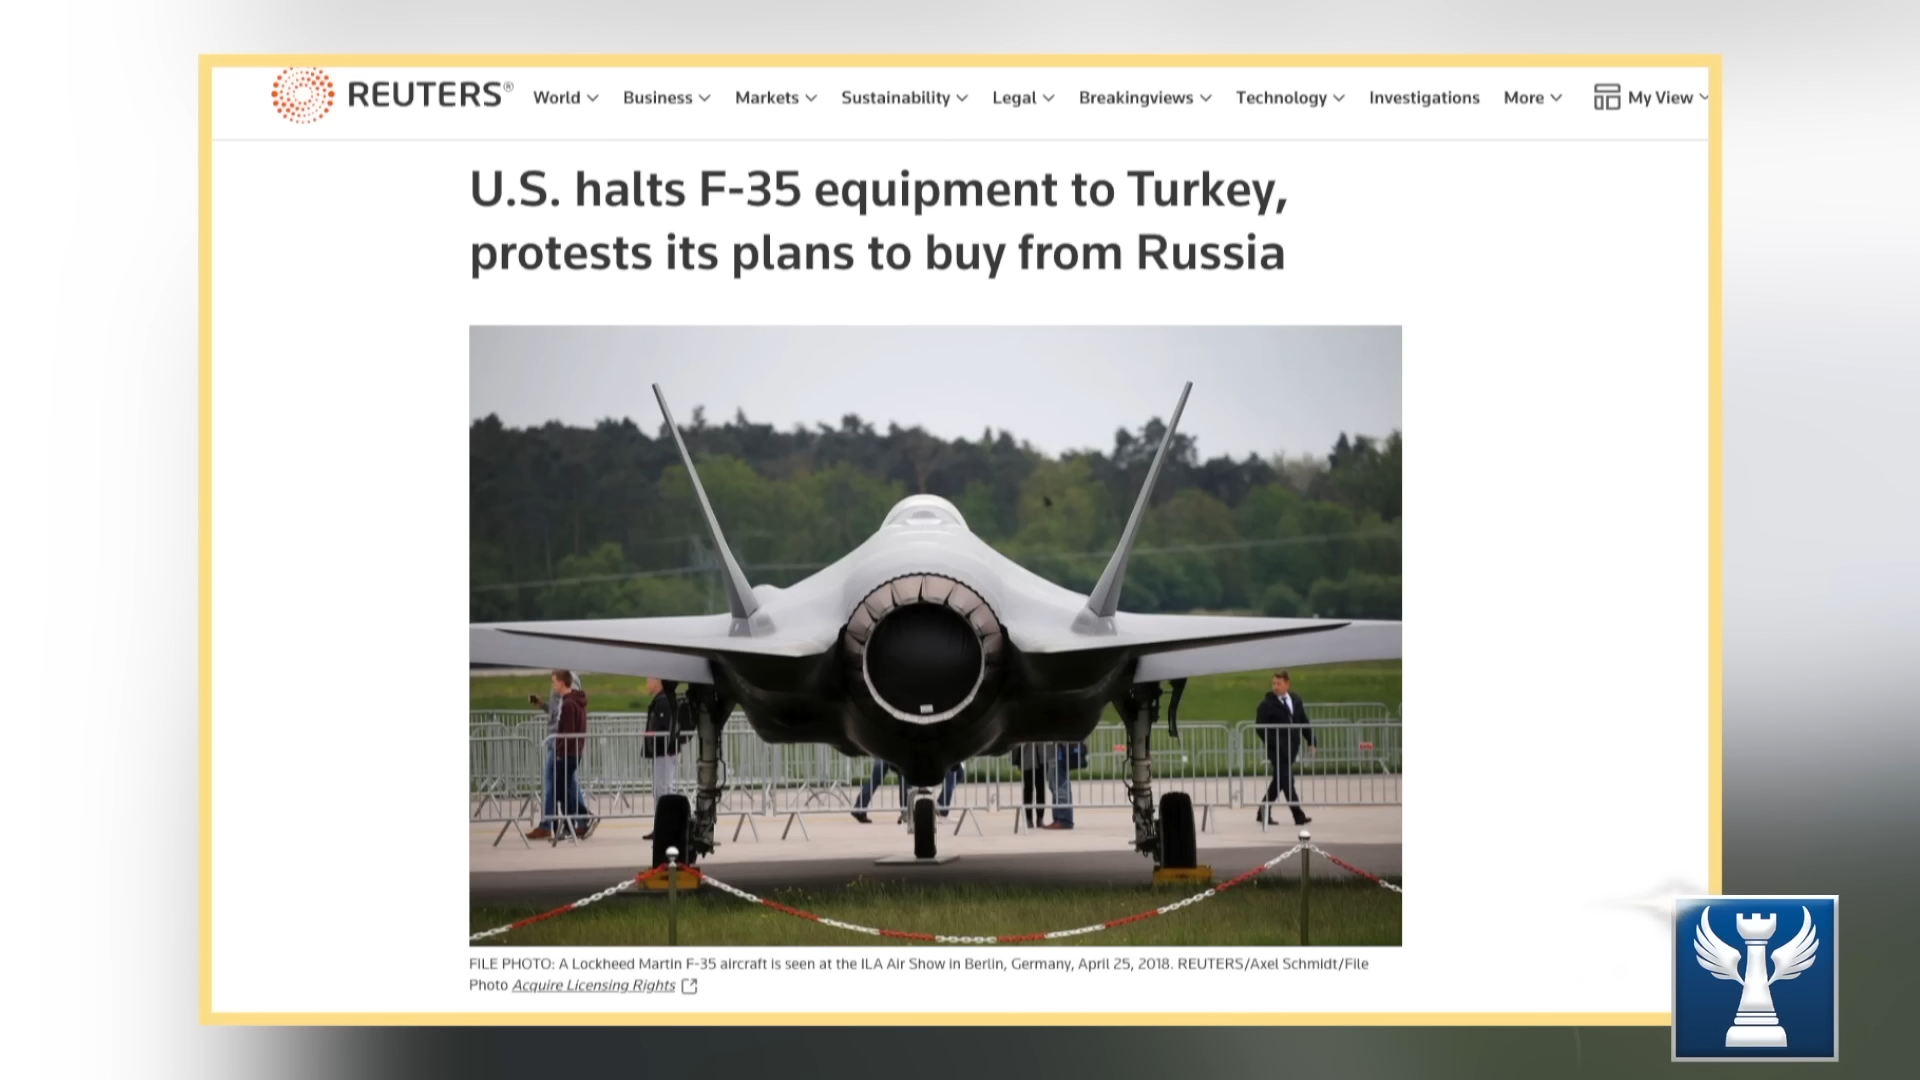 REUTERS®
World Business Markets Sustainability Legal Breakingviews Technology Investigations More My View
U.S. halts F-35 equipment to Turkey,
protests its plans to buy from Russia
FILE PHOTO: A Lockheed Martin F-35 aircraft is seen at the ILA Air Show in Berlin, Germany, April 25, 2018. REUTERS/Axel Schmidt/File
Photo Acquire Licensing Rights